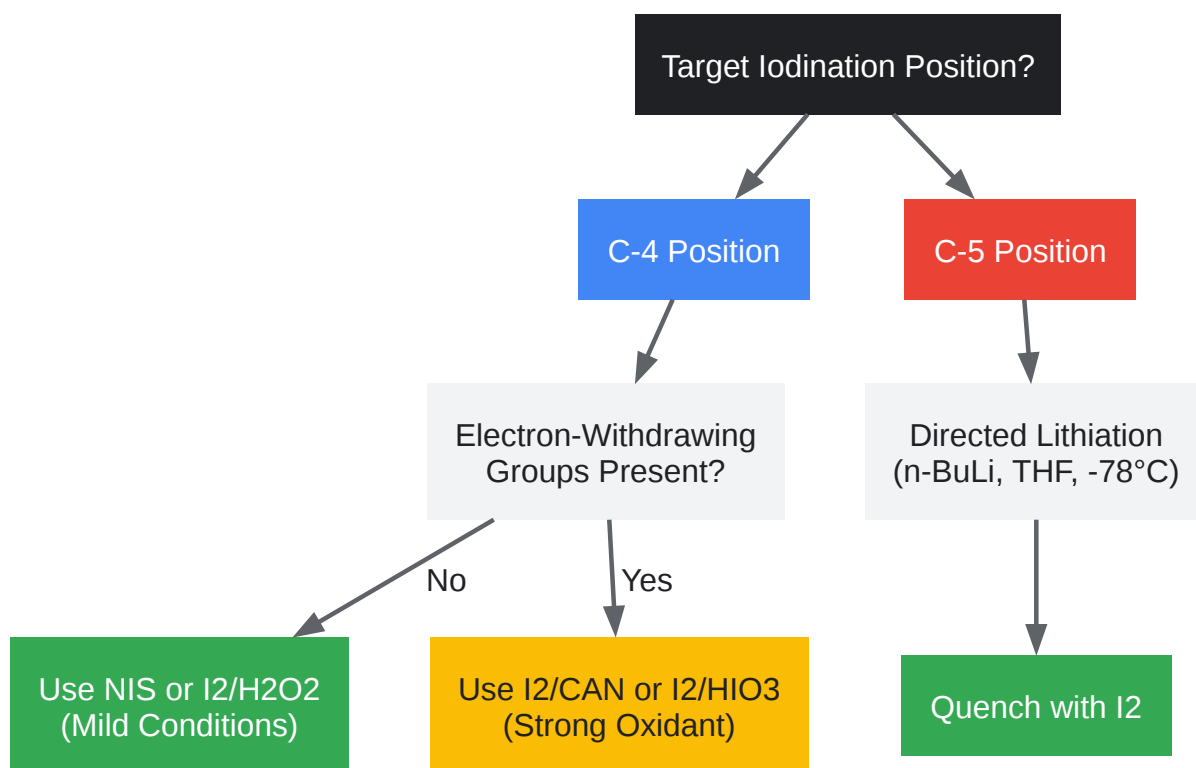 Target Iodination Position?
C-4 Position
C-5 Position
Electron-Withdrawing
Groups Present?
Directed Lithiation
(n-BuLi, THF, -78°C)
No
Yes
Use NIS or I2/H2O2
(Mild Conditions)
Use I2/CAN or I2/HIO3
(Strong Oxidant)
Quench with I2